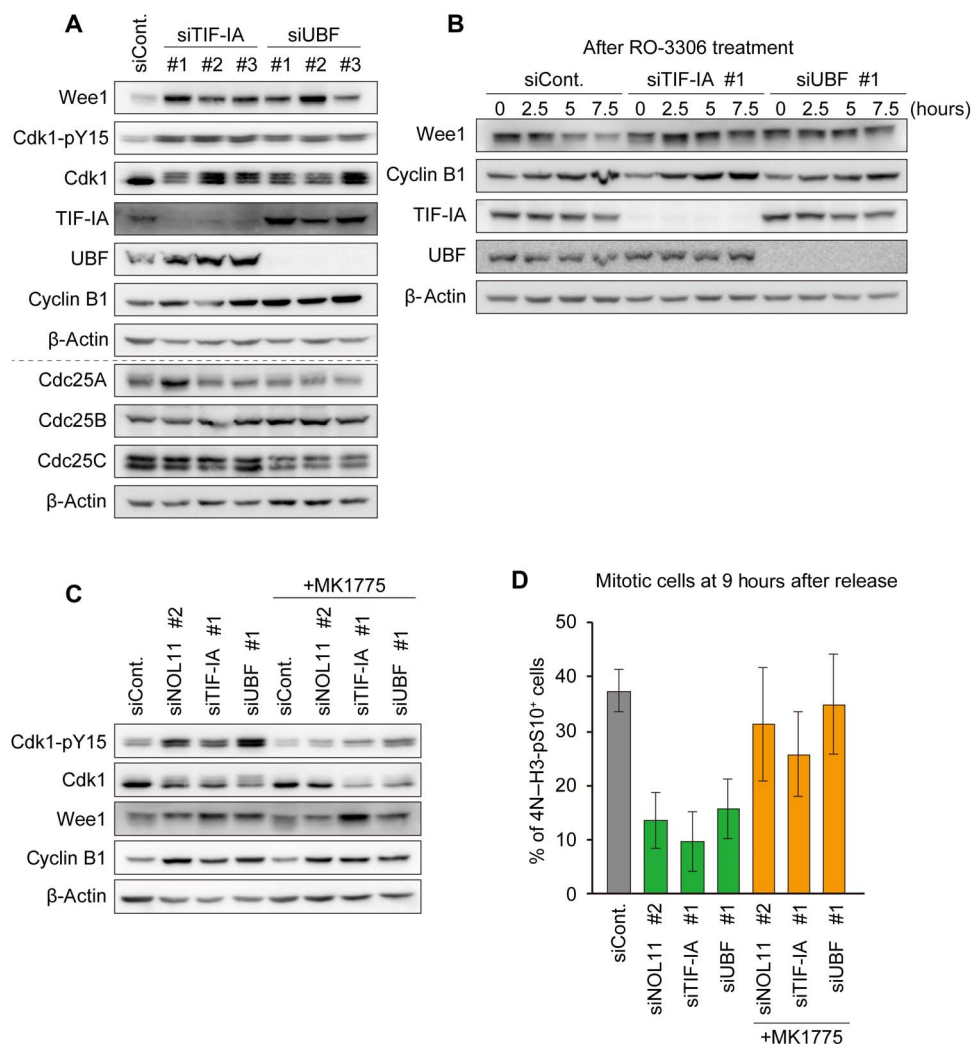 A
siCont.
siTIF-IA
siUBF
#1 #2 #3 #1 #2 #3
Wee1
Cdk1-pY15
Cdk1
TIF-IA
UBF
Cyclin B1
β-Actin
Cdc25A
Cdc25B
Cdc25C
β-Actin
B
After RO-3306 treatment
siCont. siTIF-IA #1 siUBF #1
0 2.5 5 7.5 0 2.5 5 7.5 0 2.5 5 7.5 (hours)
Wee1
Cyclin B1
TIF-IA
UBF
β-Actin
C
+MK1775
siCont.
siNOL11 #2
siTIF-IA #1
siUBF #1
siCont.
siNOL11 #2
siTIF-IA #1
siUBF #1
Cdk1-pY15
Cdk1
Wee1
Cyclin B1
β-Actin
D
Mitotic cells at 9 hours after release
% of 4N–H3-pS10⁺ cells
50
40
30
20
10
0
siCont.
siNOL11 #2
siTIF-IA #1
siUBF #1
siNOL11 #2
siTIF-IA #1
siUBF #1
+MK1775